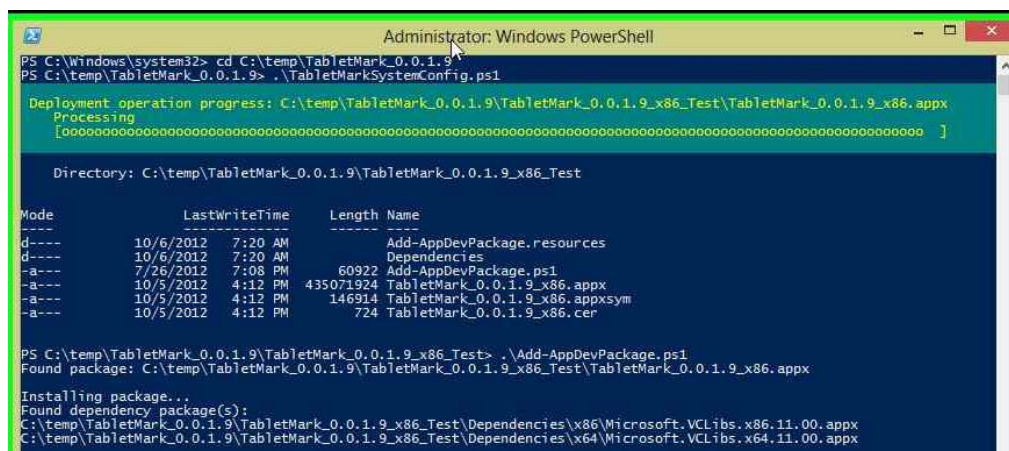 Administrator: Windows PowerShell
PS C:\Windows\system32> cd C:\temp\TabletMark_0.0.1.9
PS C:\temp\TabletMark_0.0.1.9> .\TabletMarkSystemConfig.ps1
Deployment operation progress: C:\temp\TabletMark_0.0.1.9\TabletMark_0.0.1.9_x86_Test\TabletMark_0.0.1.9_x86.appx
Processing
[oooooooooooooooooooooooooooooooooooooooooooooooooooooooooooooooooooooooooooooooooooooooooooooooooooooooooooo  ]
Directory: C:\temp\TabletMark_0.0.1.9\TabletMark_0.0.1.9_x86_Test
Mode LastWriteTime Length Name
---- ------------- ------ ----
d---- 10/6/2012 7:20 AM Add-AppDevPackage.resources
d---- 10/6/2012 7:20 AM Dependencies
-a--- 7/26/2012 7:08 PM 60922 Add-AppDevPackage.ps1
-a--- 10/5/2012 4:12 PM 435071924 TabletMark_0.0.1.9_x86.appx
-a--- 10/5/2012 4:12 PM 146914 TabletMark_0.0.1.9_x86.appxsym
-a--- 10/5/2012 4:12 PM 724 TabletMark_0.0.1.9_x86.cer
PS C:\temp\TabletMark_0.0.1.9\TabletMark_0.0.1.9_x86_Test> .\Add-AppDevPackage.ps1
Found package: C:\temp\TabletMark_0.0.1.9\TabletMark_0.0.1.9_x86_Test\TabletMark_0.0.1.9_x86.appx
Installing package...
Found dependency package(s):
C:\temp\TabletMark_0.0.1.9\TabletMark_0.0.1.9_x86_Test\Dependencies\x86\Microsoft.VCLibs.x86.11.00.appx
C:\temp\TabletMark_0.0.1.9\TabletMark_0.0.1.9_x86_Test\Dependencies\x64\Microsoft.VCLibs.x64.11.00.appx